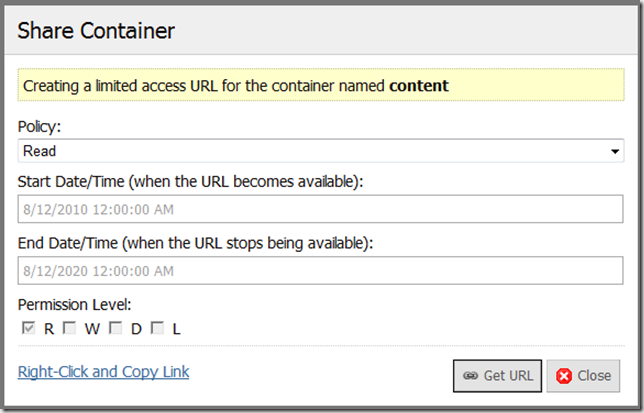 Share Container
Creating a limited access URL for the container named content
Policy:
Read
Start Date/Time (when the URL becomes available):
8/12/2010 12:00:00 AM
End Date/Time (when the URL stops being available):
8/12/2020 12:00:00 AM
Permission Level:
R W D L
Right-Click and Copy Link
Get URL
Close